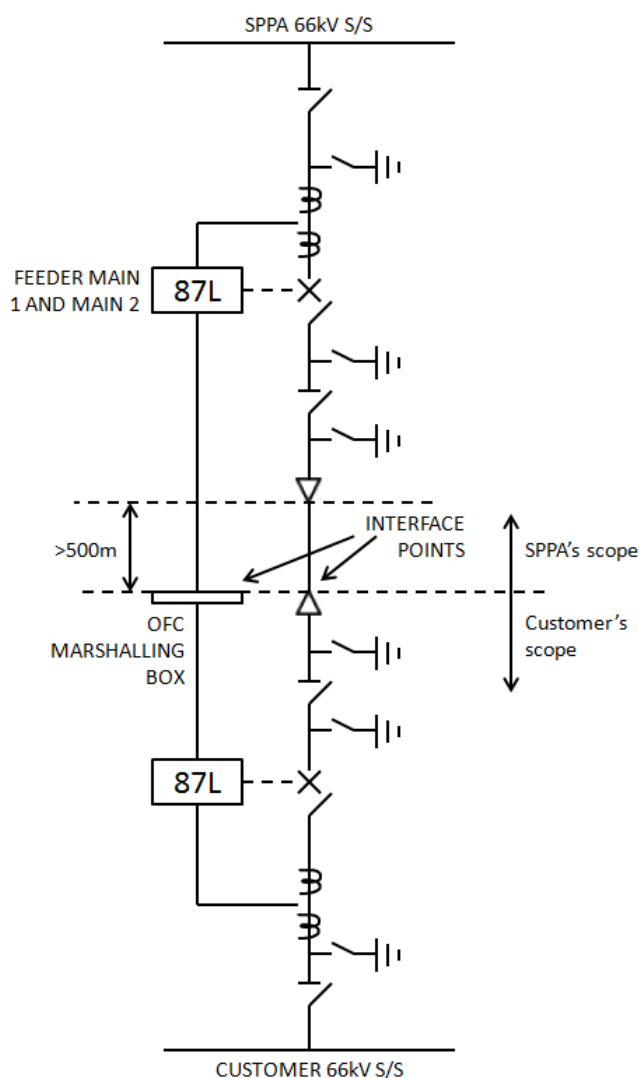 SPPA 66kV S/S
FEEDER MAIN
1 AND MAIN 2
87L
>500m
INTERFACE
POINTS
SPPA's scope
OFC
MARSHALLING
BOX
Customer's
scope
87L
CUSTOMER 66kV S/S